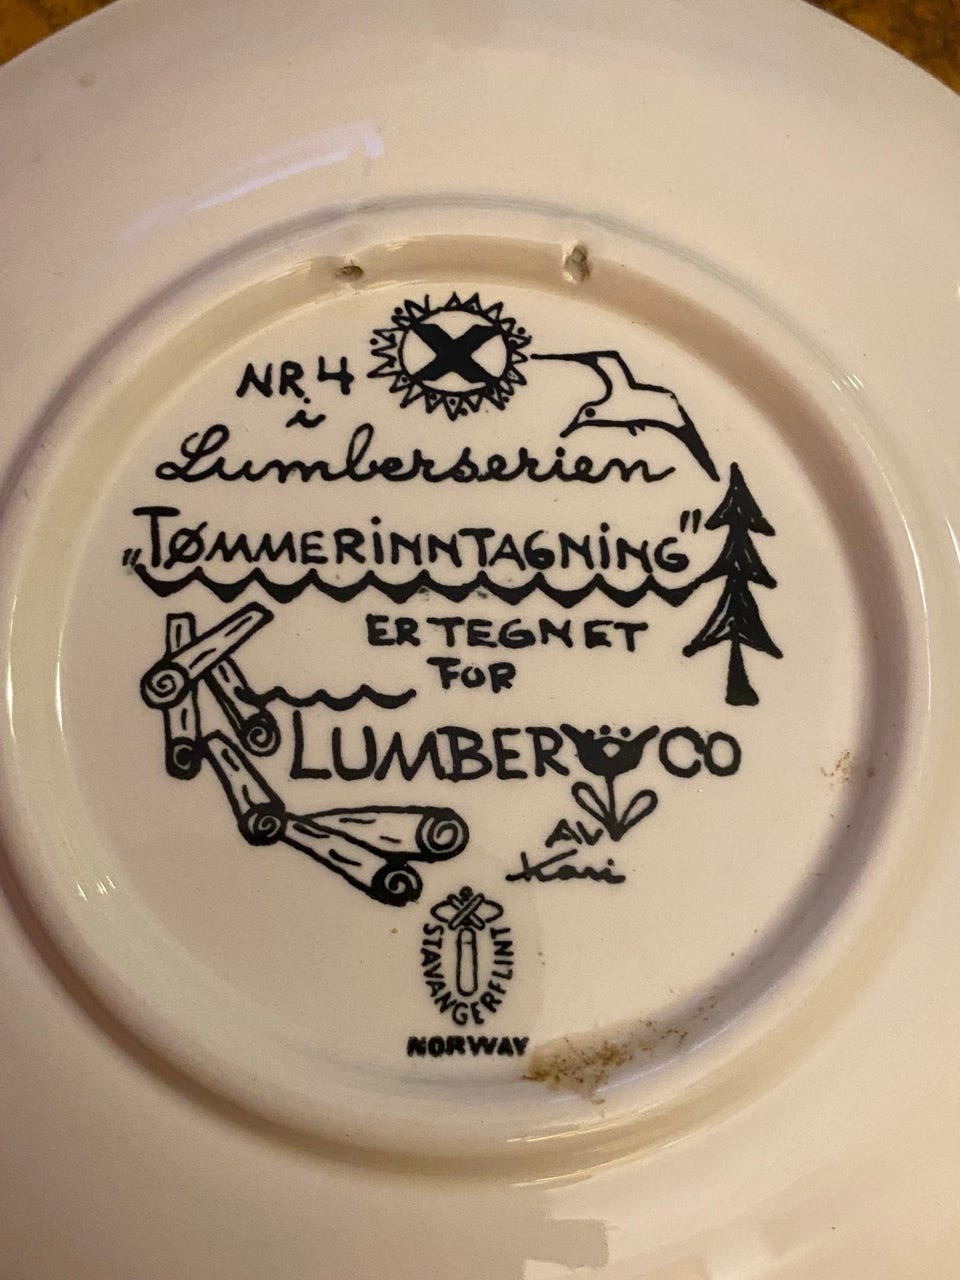 NR 4
i
Lumberserien
„TØMMERINNTAGNING"
ER TEGNET
FOR
LUMBER CO
AV
Kari
STAVANGERFLINT
NORWAY